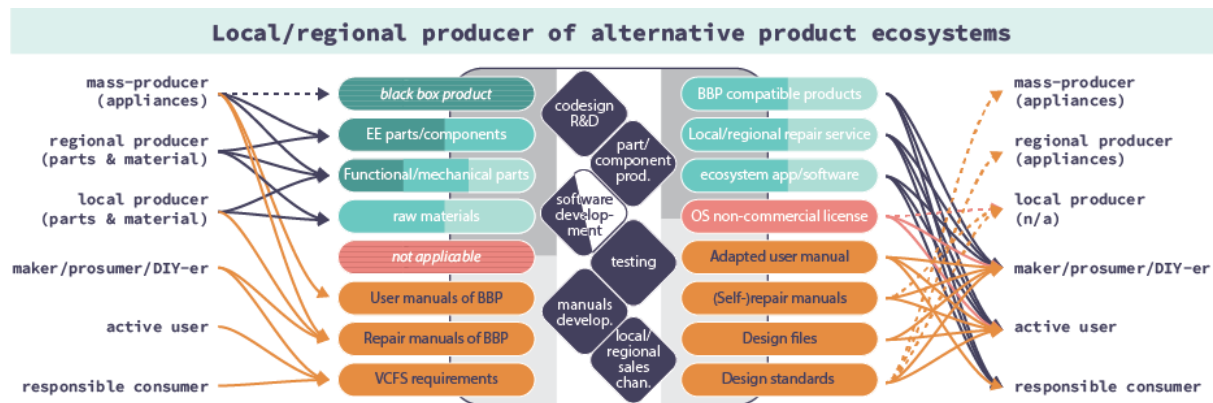 Local/regional producer of alternative product ecosystems
mass-producer
(appliances)
regional producer
(parts & material)
local producer
(parts & material)
maker/prosumer/DIY-er
active user
responsible consumer
black box product
EE parts/components
Functional/mechanical parts
raw materials
not applicable
User manuals of BBP
Repair manuals of BBP
VCFS requirements
codesign
R&D
part/
component
prod.
software
develop-
ment
testing
manuals
develop.
local/
regional
sales
chan.
BBP compatible products
Local/regional repair service
ecosystem app/software
OS non-commercial license
Adapted user manual
(Self-)repair manuals
Design files
Design standards
mass-producer
(appliances)
regional producer
(appliances)
local producer
(n/a)
maker/prosumer/DIY-er
active user
responsible consumer